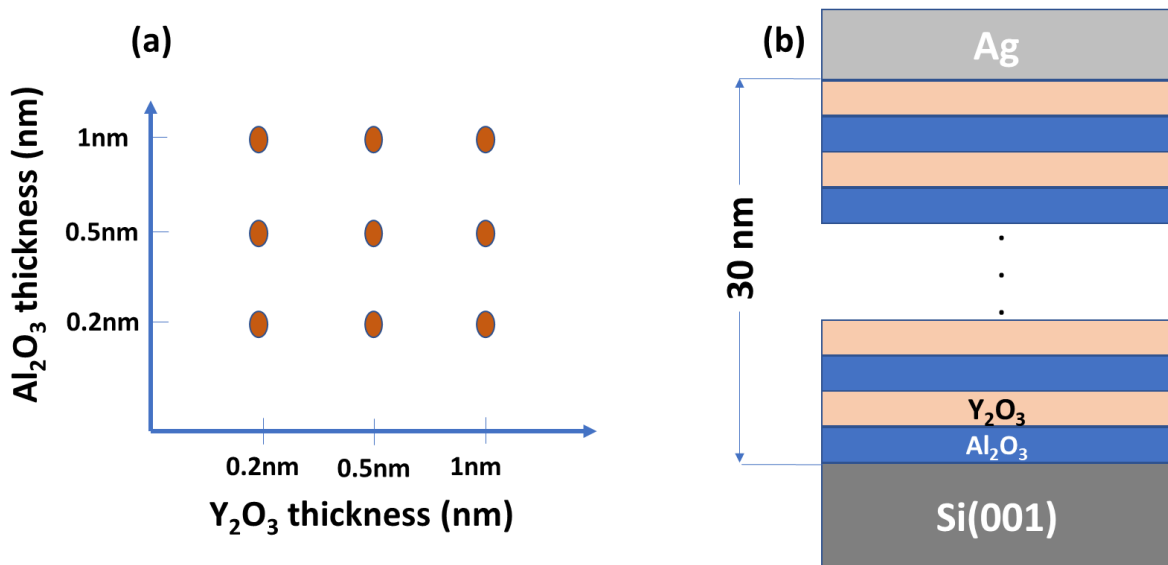 (a)
Al₂O₃ thickness (nm)
1nm
0.5nm
0.2nm
0.2nm
0.5nm
1nm
Y₂O₃ thickness (nm)
(b)
Ag
30 nm
Y₂O₃
Al₂O₃
Si(001)